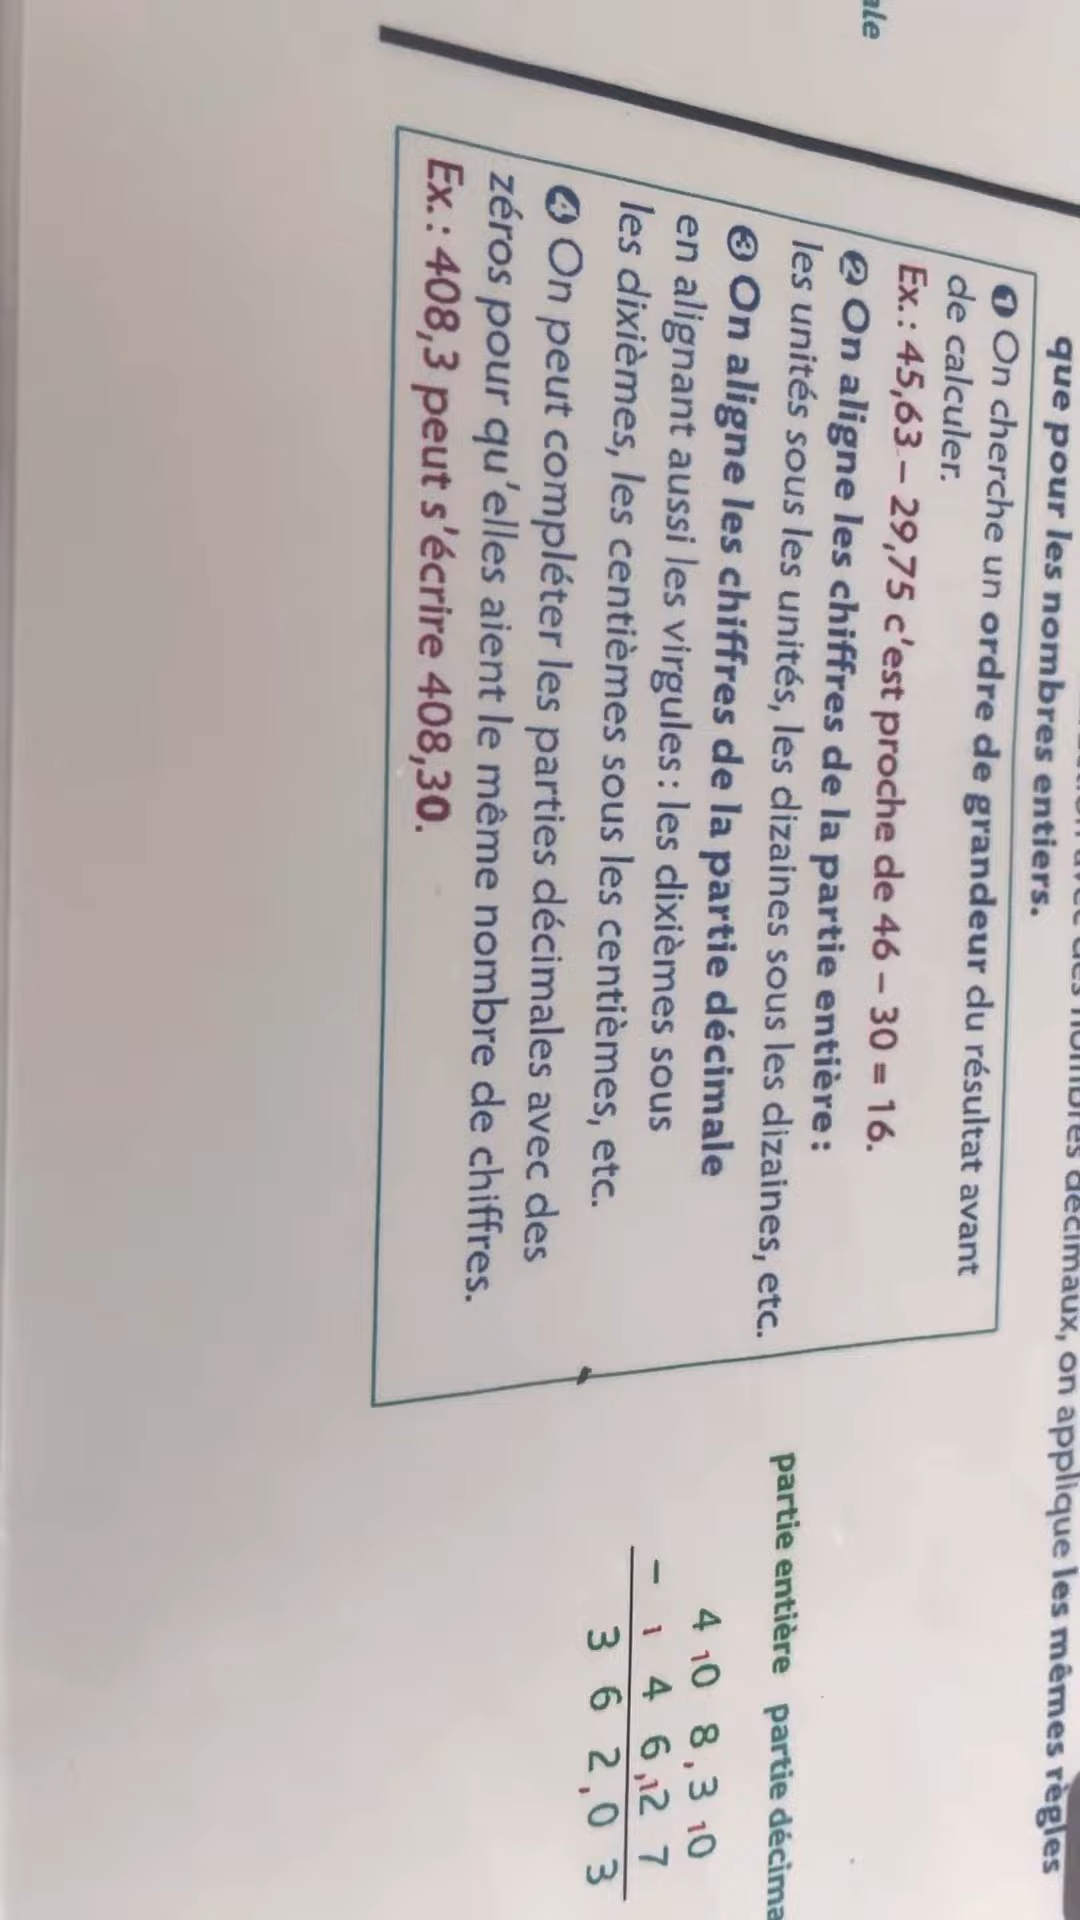 nombres décimaux, on applique les mêmes règles
que pour les nombres entiers.
❶ On cherche un ordre de grandeur du résultat avant
de calculer.
Ex. : 45,63 – 29,75 c'est proche de 46 – 30 = 16.
❷ On aligne les chiffres de la partie entière :
les unités sous les unités, les dizaines sous les dizaines, etc.
❸ On aligne les chiffres de la partie décimale
en alignant aussi les virgules : les dixièmes sous
les dixièmes, les centièmes sous les centièmes, etc.
❹ On peut compléter les parties décimales avec des
zéros pour qu'elles aient le même nombre de chiffres.
Ex. : 408,3 peut s'écrire 408,30.
partie entière partie décima
4 10 8 , 3 10
– 1 4 6 , 12 7
3 6 2 , 0 3
ale